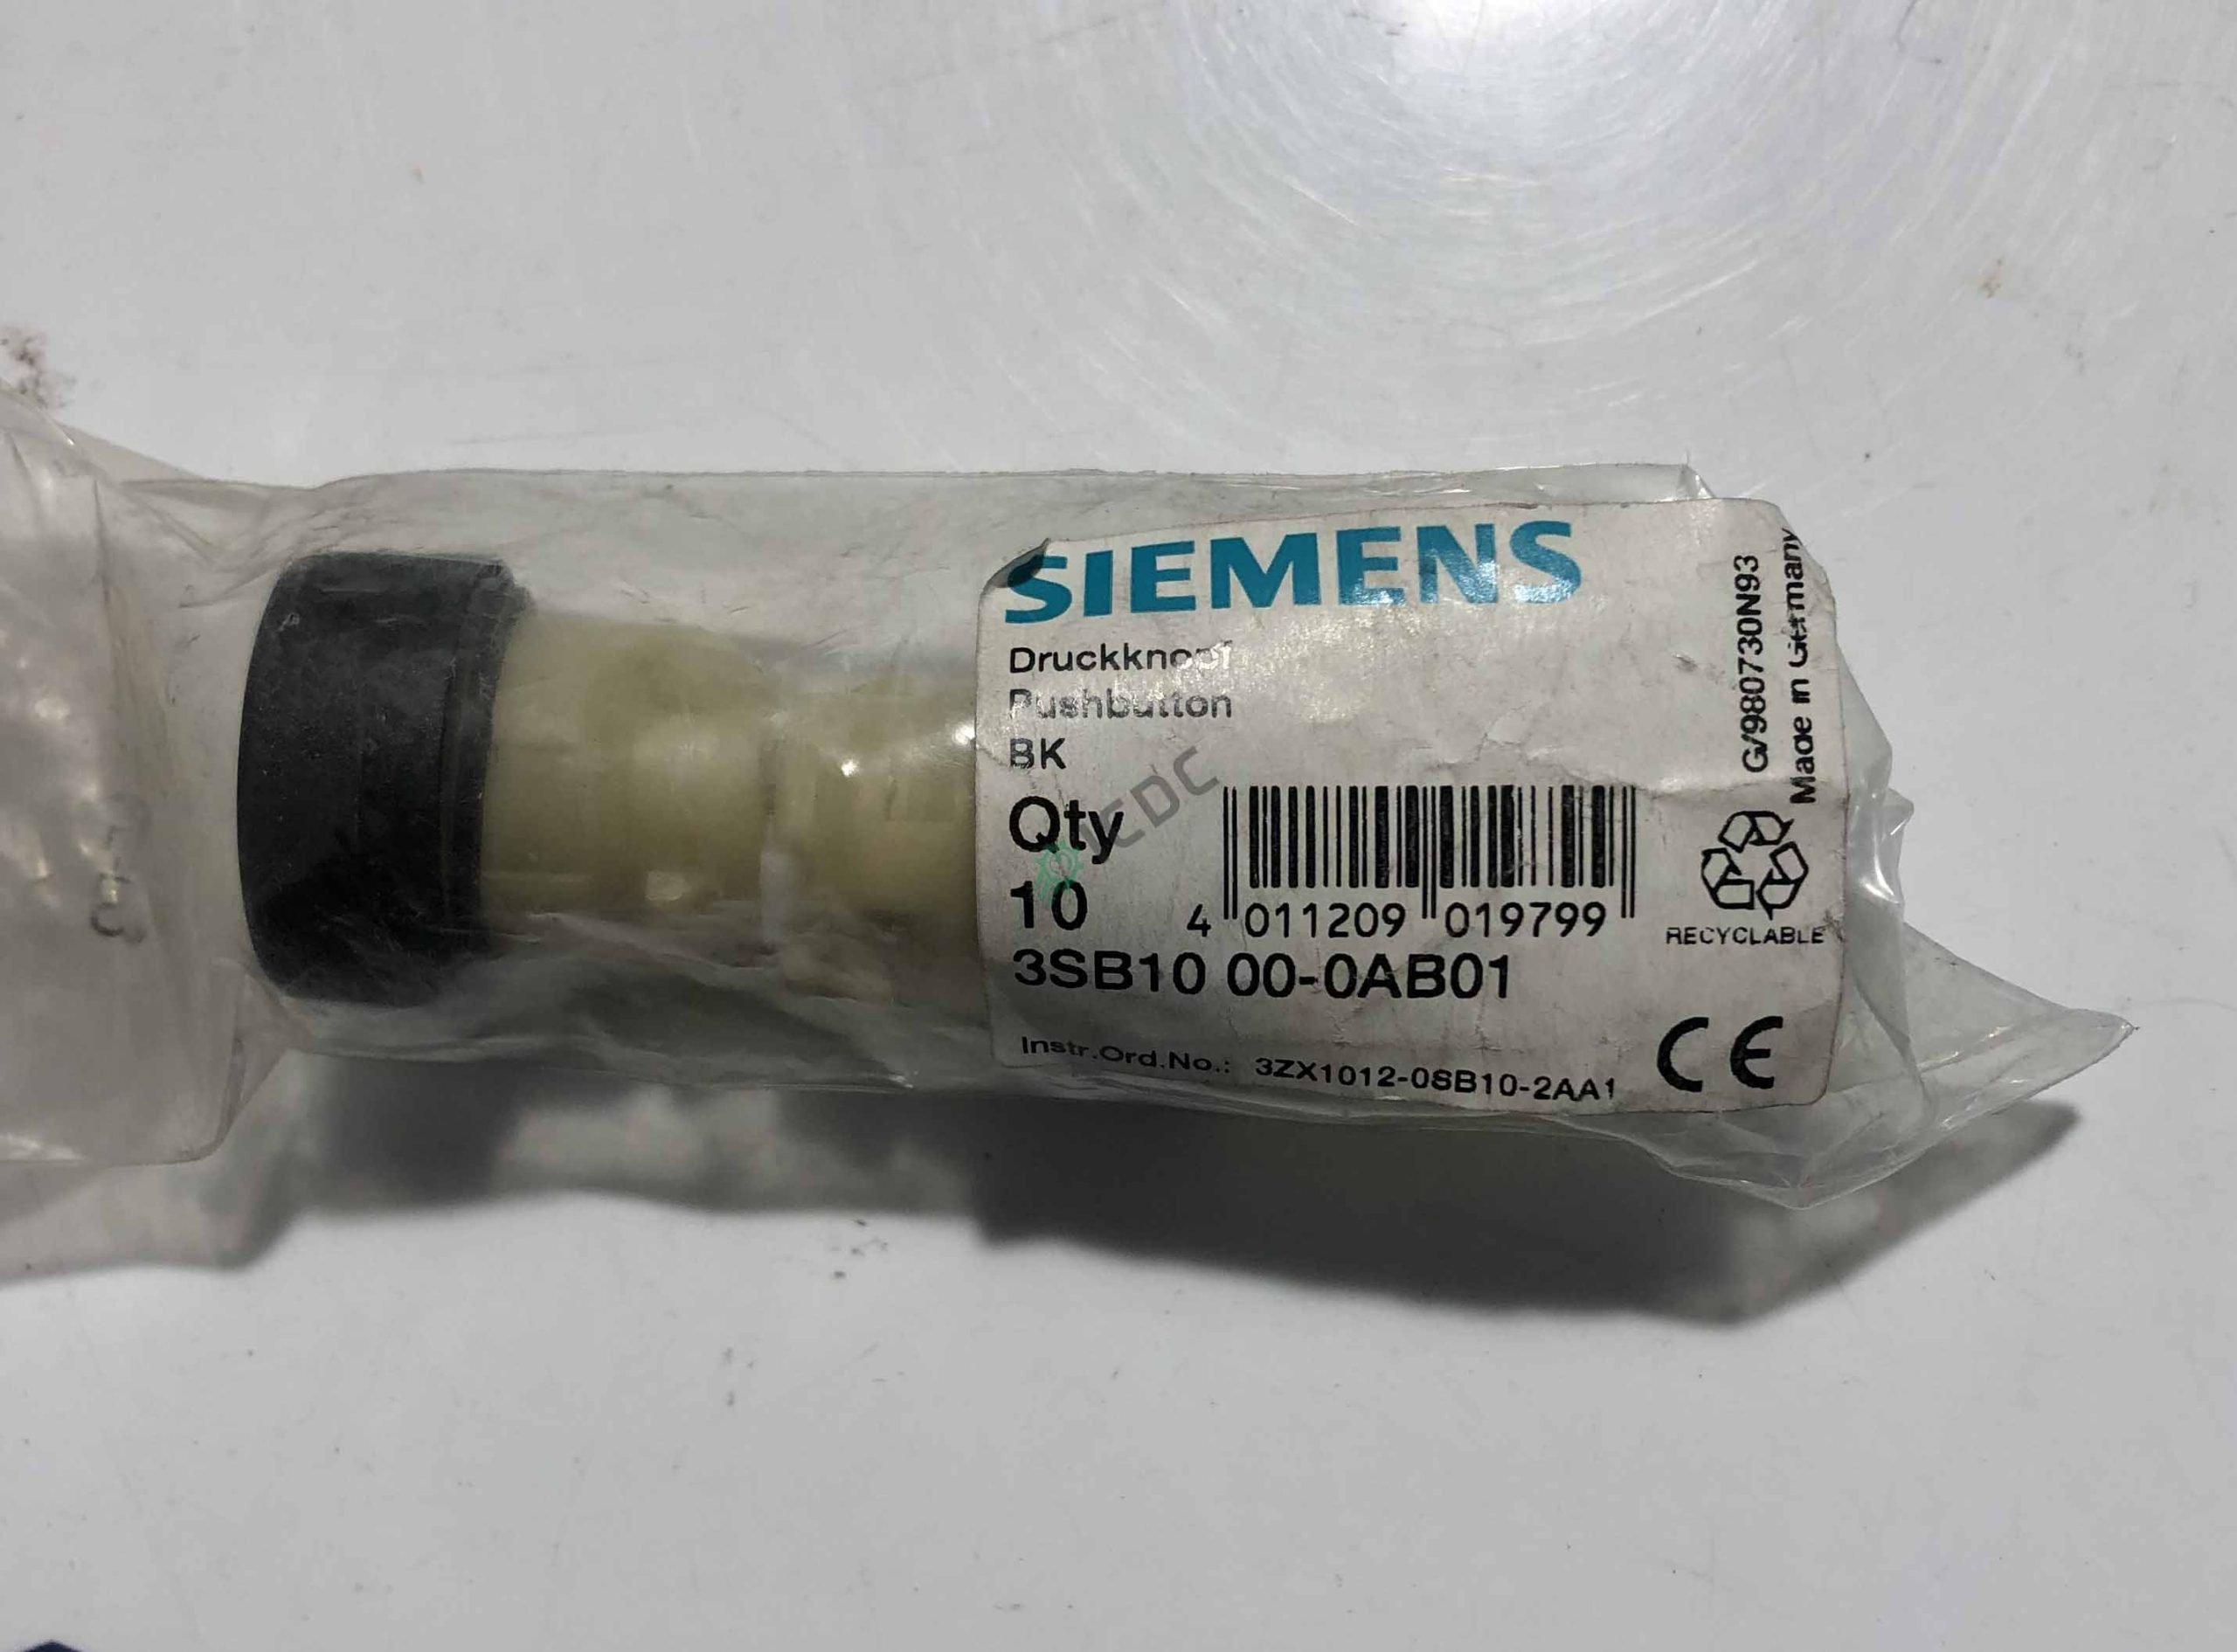 SIEMENS
Druckknopf
Pushbutton
BK
Qty
10
4 011209 019799
3SB10 00-0AB01
Instr.Ord.No.: 3ZX1012-0SB10-2AA1
G/980730N93
Made in Germany
RECYCLABLE
CE